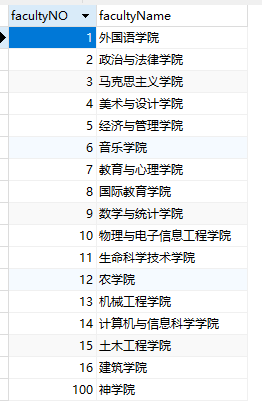 facultyNO facultyName
1 外国语学院
2 政治与法律学院
3 马克思主义学院
4 美术与设计学院
5 经济与管理学院
6 音乐学院
7 教育与心理学院
8 国际教育学院
9 数学与统计学院
10 物理与电子信息工程学院
11 生命科学技术学院
12 农学院
13 机械工程学院
14 计算机与信息科学学院
15 土木工程学院
16 建筑学院
100 神学院